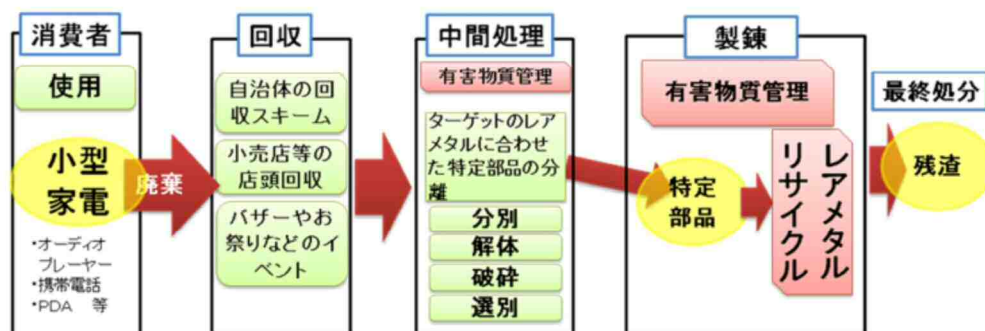 消費者
使用
小型
家電
・オーディオ
プレーヤー
・携帯電話
・PDA 等
廃棄
回収
自治体の回
収スキーム
小売店等の
店頭回収
バザーやお
祭りなどのイ
ベント
中間処理
有害物質管理
ターゲットのレア
メタルに合わせ
た特定部品の分
離
分別
解体
破砕
選別
製錬
有害物質管理
特定
部品
レアメタル
リサイクル
最終処分
残渣